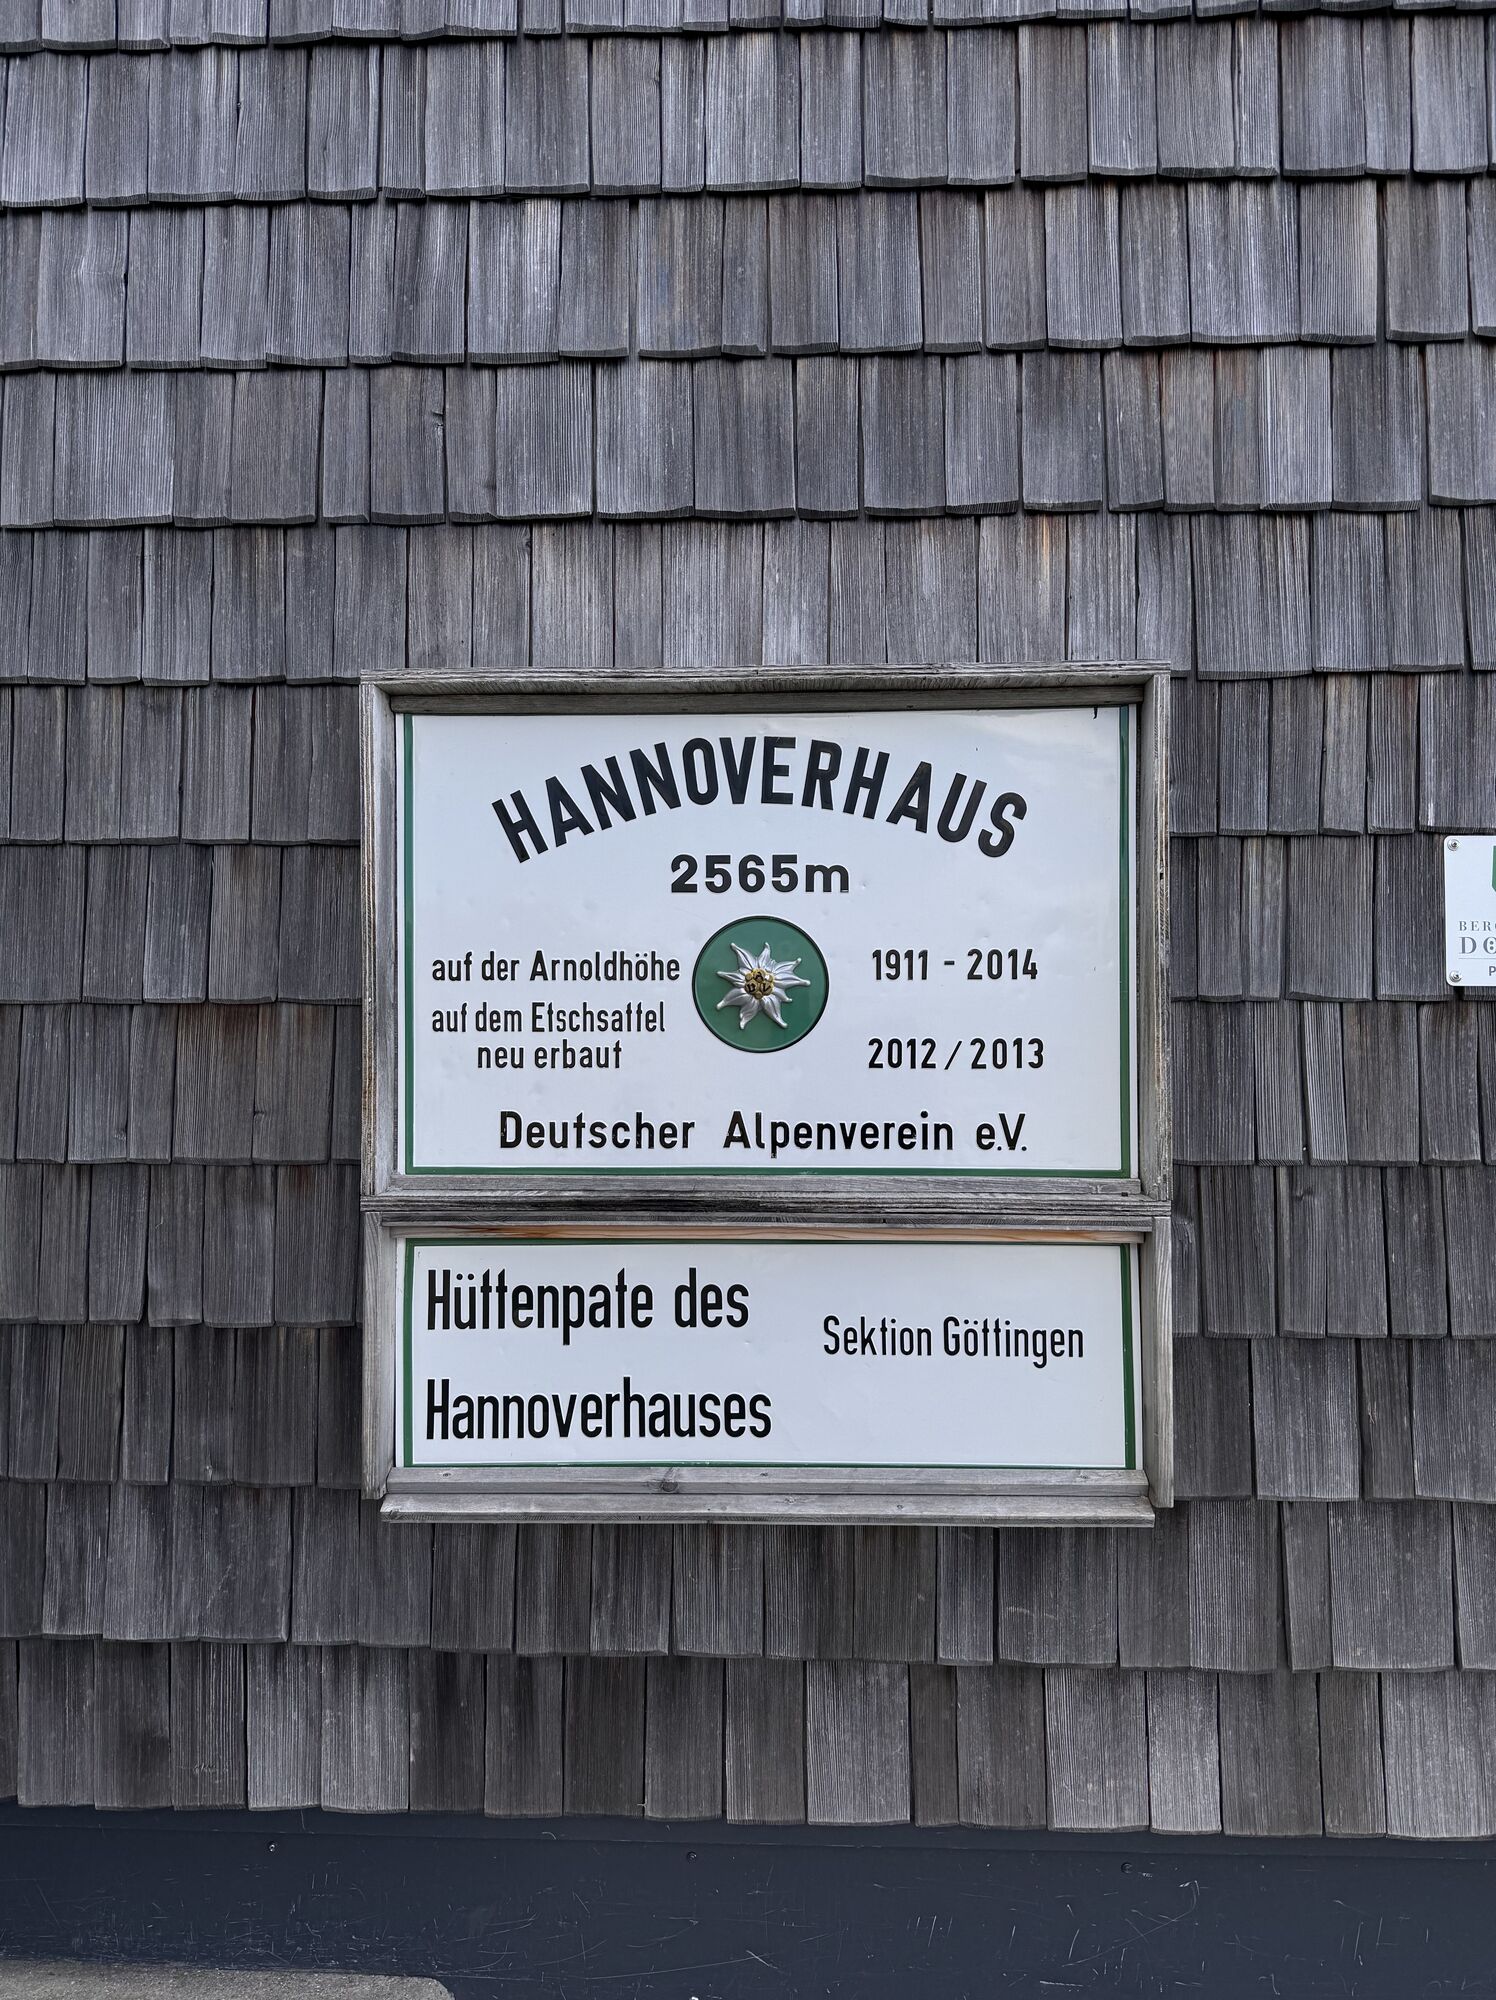 HANNOVERHAUS
2565m
auf der Arnoldhöhe 1911 - 2014
auf dem Etschsattel
neu erbaut 2012 / 2013
Deutscher Alpenverein e.V.
Hüttenpate des
Hannoverhauses
Sektion Göttingen